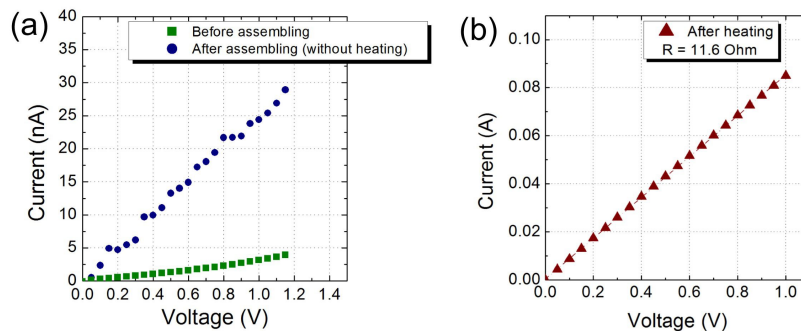 (a)
Before assembling
After assembling (without heating)
40
35
30
25
20
15
10
5
0
Current (nA)
0.0 0.2 0.4 0.6 0.8 1.0 1.2 1.4
Voltage (V)
(b)
After heating
R = 11.6 Ohm
0.10
0.08
0.06
0.04
0.02
0.00
Current (A)
0.0 0.2 0.4 0.6 0.8 1.0
Voltage (V)